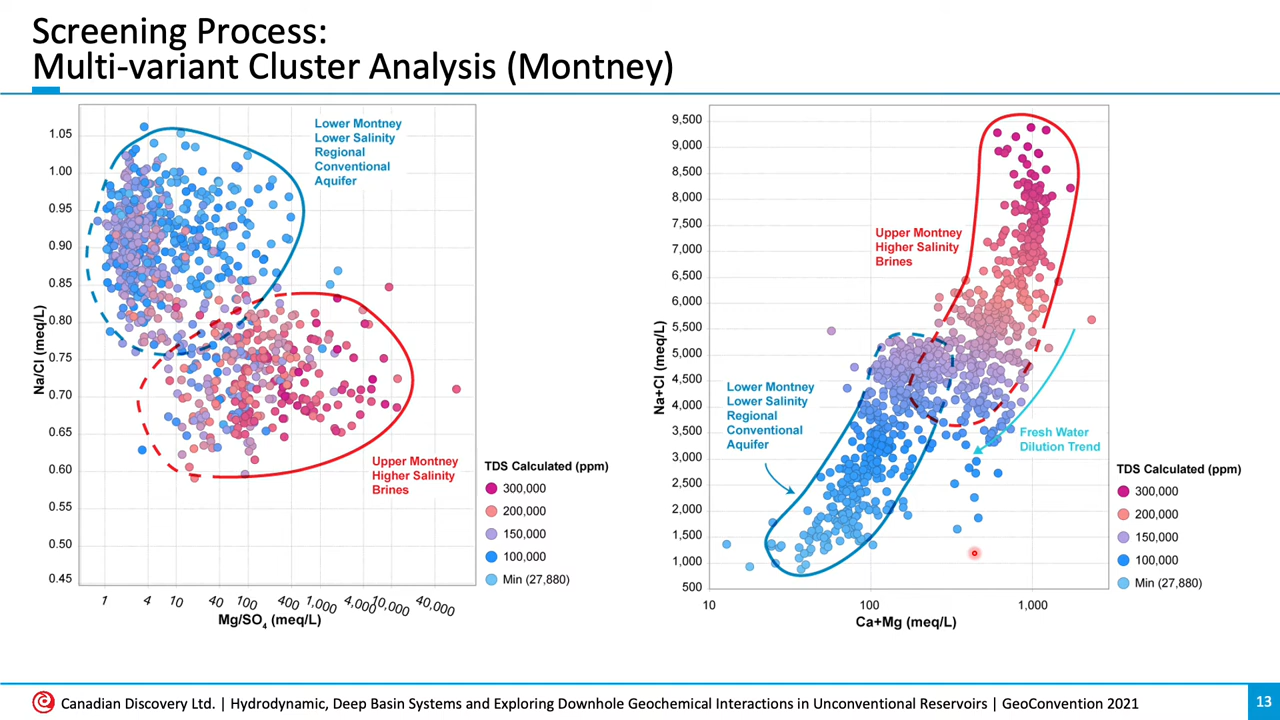 Screening Process:
Multi-variant Cluster Analysis (Montney)
Na/Cl (meq/L)
1.05
1.00
0.95
0.90
0.85
0.80
0.75
0.70
0.65
0.60
0.55
0.50
0.45
1 4 10 40 100 400 1,000 4,000 10,000 40,000
Mg/SO4 (meq/L)
Lower Montney
Lower Salinity
Regional
Conventional
Aquifer
Upper Montney
Higher Salinity
Brines
TDS Calculated (ppm)
300,000
200,000
150,000
100,000
Min (27,880)
Na+Cl (meq/L)
9,500
9,000
8,500
8,000
7,500
7,000
6,500
6,000
5,500
5,000
4,500
4,000
3,500
3,000
2,500
2,000
1,500
1,000
500
10 100 1,000
Ca+Mg (meq/L)
Upper Montney
Higher Salinity
Brines
Lower Montney
Lower Salinity
Regional
Conventional
Aquifer
Fresh Water
Dilution Trend
TDS Calculated (ppm)
300,000
200,000
150,000
100,000
Min (27,880)
Canadian Discovery Ltd. | Hydrodynamic, Deep Basin Systems and Exploring Downhole Geochemical Interactions in Unconventional Reservoirs | GeoConvention 2021
13